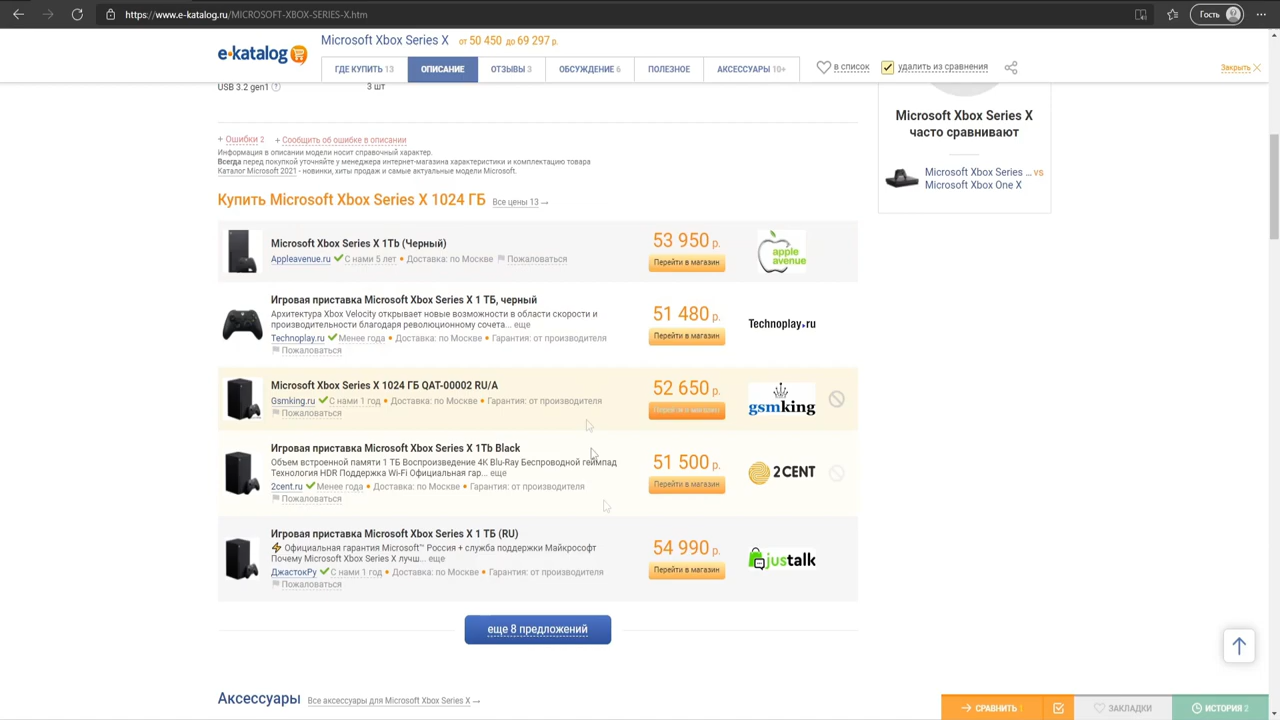 https://www.e-katalog.ru/MICROSOFT-XBOX-SERIES-X.htm
Гость
e·katalog
Microsoft Xbox Series X от 50 450 до 69 297 р.
ГДЕ КУПИТЬ 13
ОПИСАНИЕ
ОТЗЫВЫ 3
ОБСУЖДЕНИЕ 6
ПОЛЕЗНОЕ
АКСЕССУАРЫ 10+
в список
удалить из сравнения
Закрыть
USB 3.2 gen1 ? 3 шт
+ Ошибки 2 + Сообщить об ошибке в описании
Информация в описании модели носит справочный характер.
Всегда перед покупкой уточняйте у менеджера интернет-магазина характеристики и комплектацию товара
Каталог Microsoft 2021 - новинки, хиты продаж и самые актуальные модели Microsoft.
Microsoft Xbox Series X
часто сравнивают
Microsoft Xbox Series ... vs
Microsoft Xbox One X
Купить Microsoft Xbox Series X 1024 ГБ Все цены 13 →
Microsoft Xbox Series X 1Tb (Черный)
Appleavenue.ru С нами 5 лет • Доставка: по Москве Пожаловаться
53 950 р.
Перейти в магазин
apple
avenue
Игровая приставка Microsoft Xbox Series X 1 ТБ, черный
Архитектура Xbox Velocity открывает новые возможности в области скорости и
производительности благодаря революционному сочета... еще
Technoplay.ru Менее года • Доставка: по Москве • Гарантия: от производителя
Пожаловаться
51 480 р.
Перейти в магазин
Technoplay.ru
Microsoft Xbox Series X 1024 ГБ QAT-00002 RU/A
Gsmking.ru С нами 1 год • Доставка: по Москве • Гарантия: от производителя
Пожаловаться
52 650 р.
Перейти в магазин
gsmking
Игровая приставка Microsoft Xbox Series X 1Tb Black
Объем встроенной памяти 1 ТБ Воспроизведение 4K Blu-Ray Беспроводной геймпад
Технология HDR Поддержка Wi-Fi Официальная гар... еще
2cent.ru Менее года • Доставка: по Москве • Гарантия: от производителя
Пожаловаться
51 500 р.
Перейти в магазин
2 CENT
Игровая приставка Microsoft Xbox Series X 1 ТБ (RU)
Официальная гарантия Microsoft™ Россия + служба поддержки Майкрософт
Почему Microsoft Xbox Series X лучш... еще
ДжастокРу С нами 1 год • Доставка: по Москве • Гарантия: от производителя
Пожаловаться
54 990 р.
Перейти в магазин
justalk
еще 8 предложений
Аксессуары Все аксессуары для Microsoft Xbox Series X →
СРАВНИТЬ 1
ЗАКЛАДКИ
ИСТОРИЯ 2